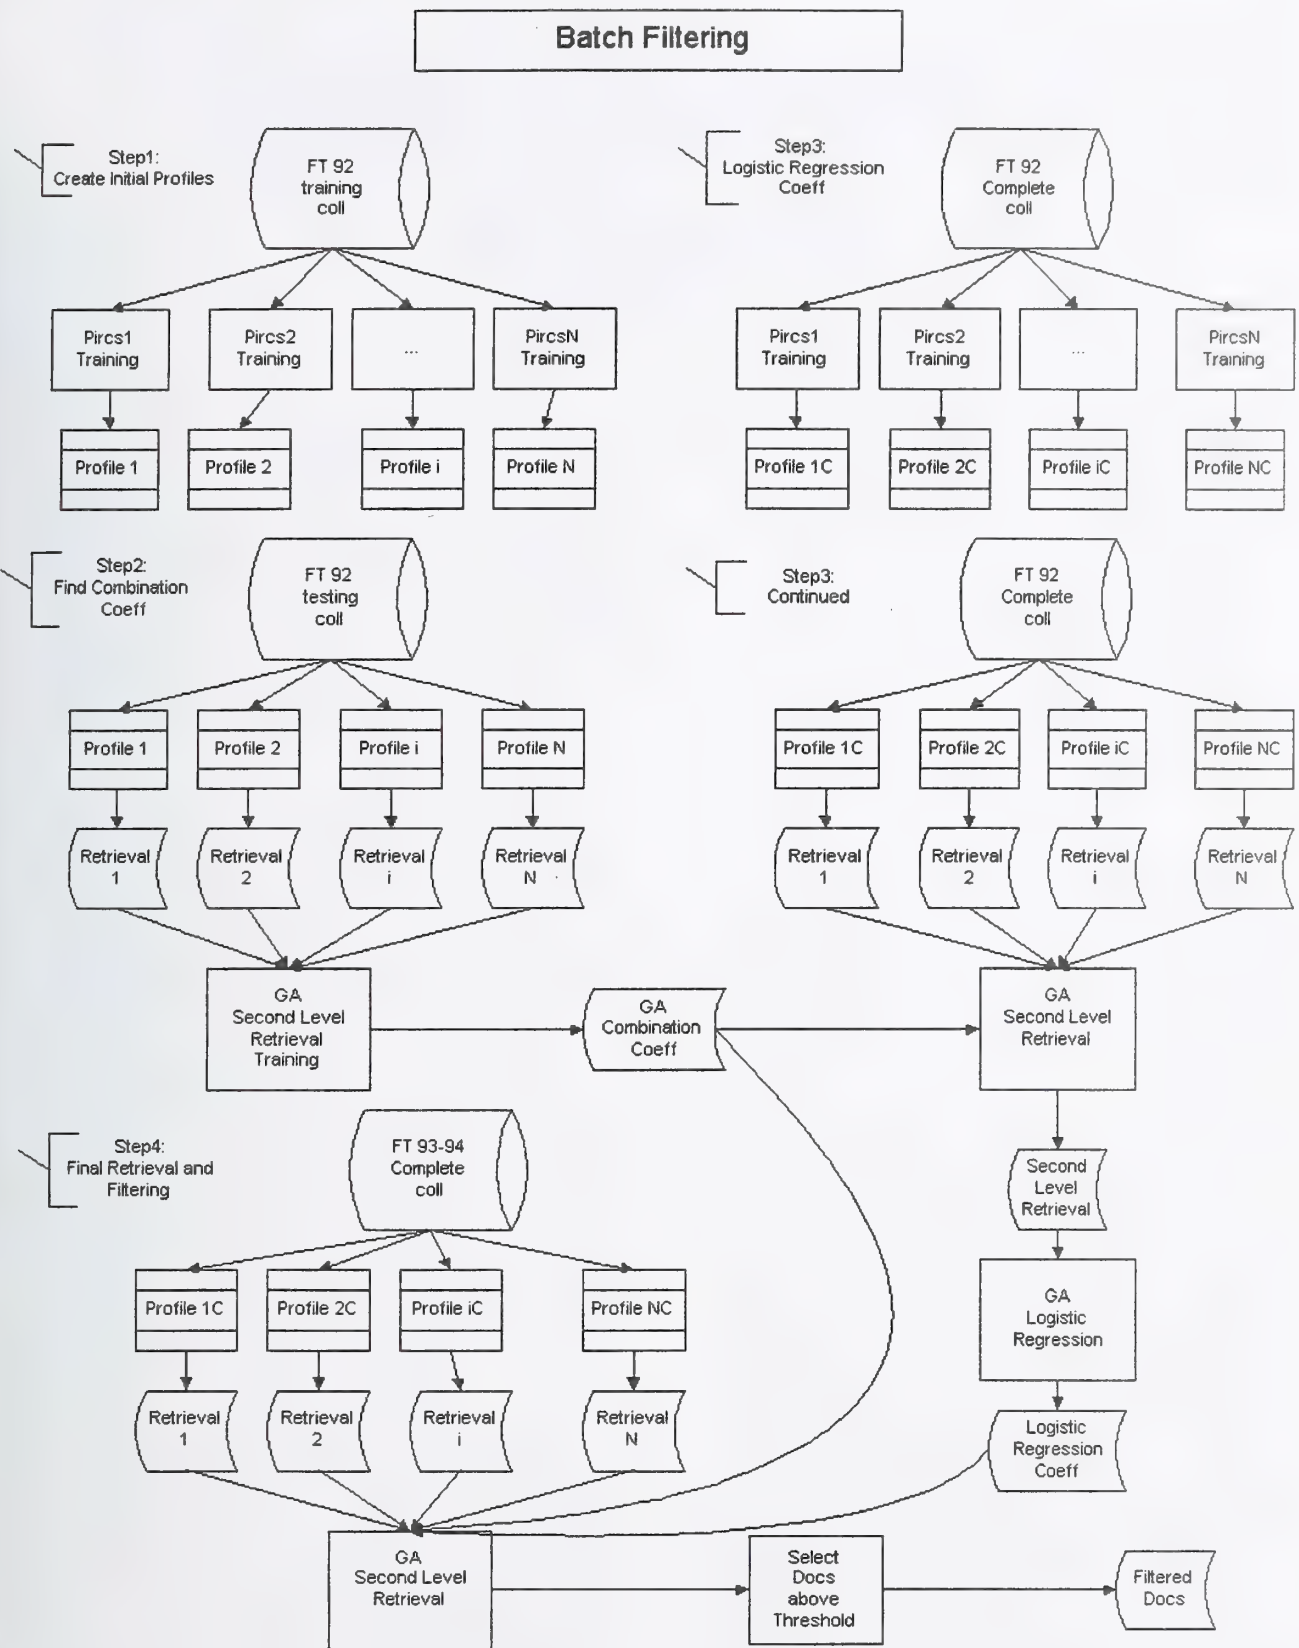 Batch Filtering
Step1:
Create Initial Profiles
FT 92
training
coll
Pircs1
Training
Pircs2
Training
...
PircsN
Training
Profile 1
Profile 2
Profile i
Profile N
Step3:
Logistic Regression
Coeff
FT 92
Complete
coll
Pircs1
Training
Pircs2
Training
...
PircsN
Training
Profile 1C
Profile 2C
Profile iC
Profile NC
Step2:
Find Combination
Coeff
FT 92
testing
coll
Profile 1
Profile 2
Profile i
Profile N
Retrieval
1
Retrieval
2
Retrieval
i
Retrieval
N
GA
Second Level
Retrieval
Training
GA
Combination
Coeff
Step3:
Continued
FT 92
Complete
coll
Profile 1C
Profile 2C
Profile iC
Profile NC
Retrieval
1
Retrieval
2
Retrieval
i
Retrieval
N
GA
Second Level
Retrieval
Second
Level
Retrieval
GA
Logistic
Regression
Logistic
Regression
Coeff
Step4:
Final Retrieval and
Filtering
FT 93-94
Complete
coll
Profile 1C
Profile 2C
Profile iC
Profile NC
Retrieval
1
Retrieval
2
Retrieval
i
Retrieval
N
GA
Second Level
Retrieval
Select
Docs
above
Threshold
Filtered
Docs